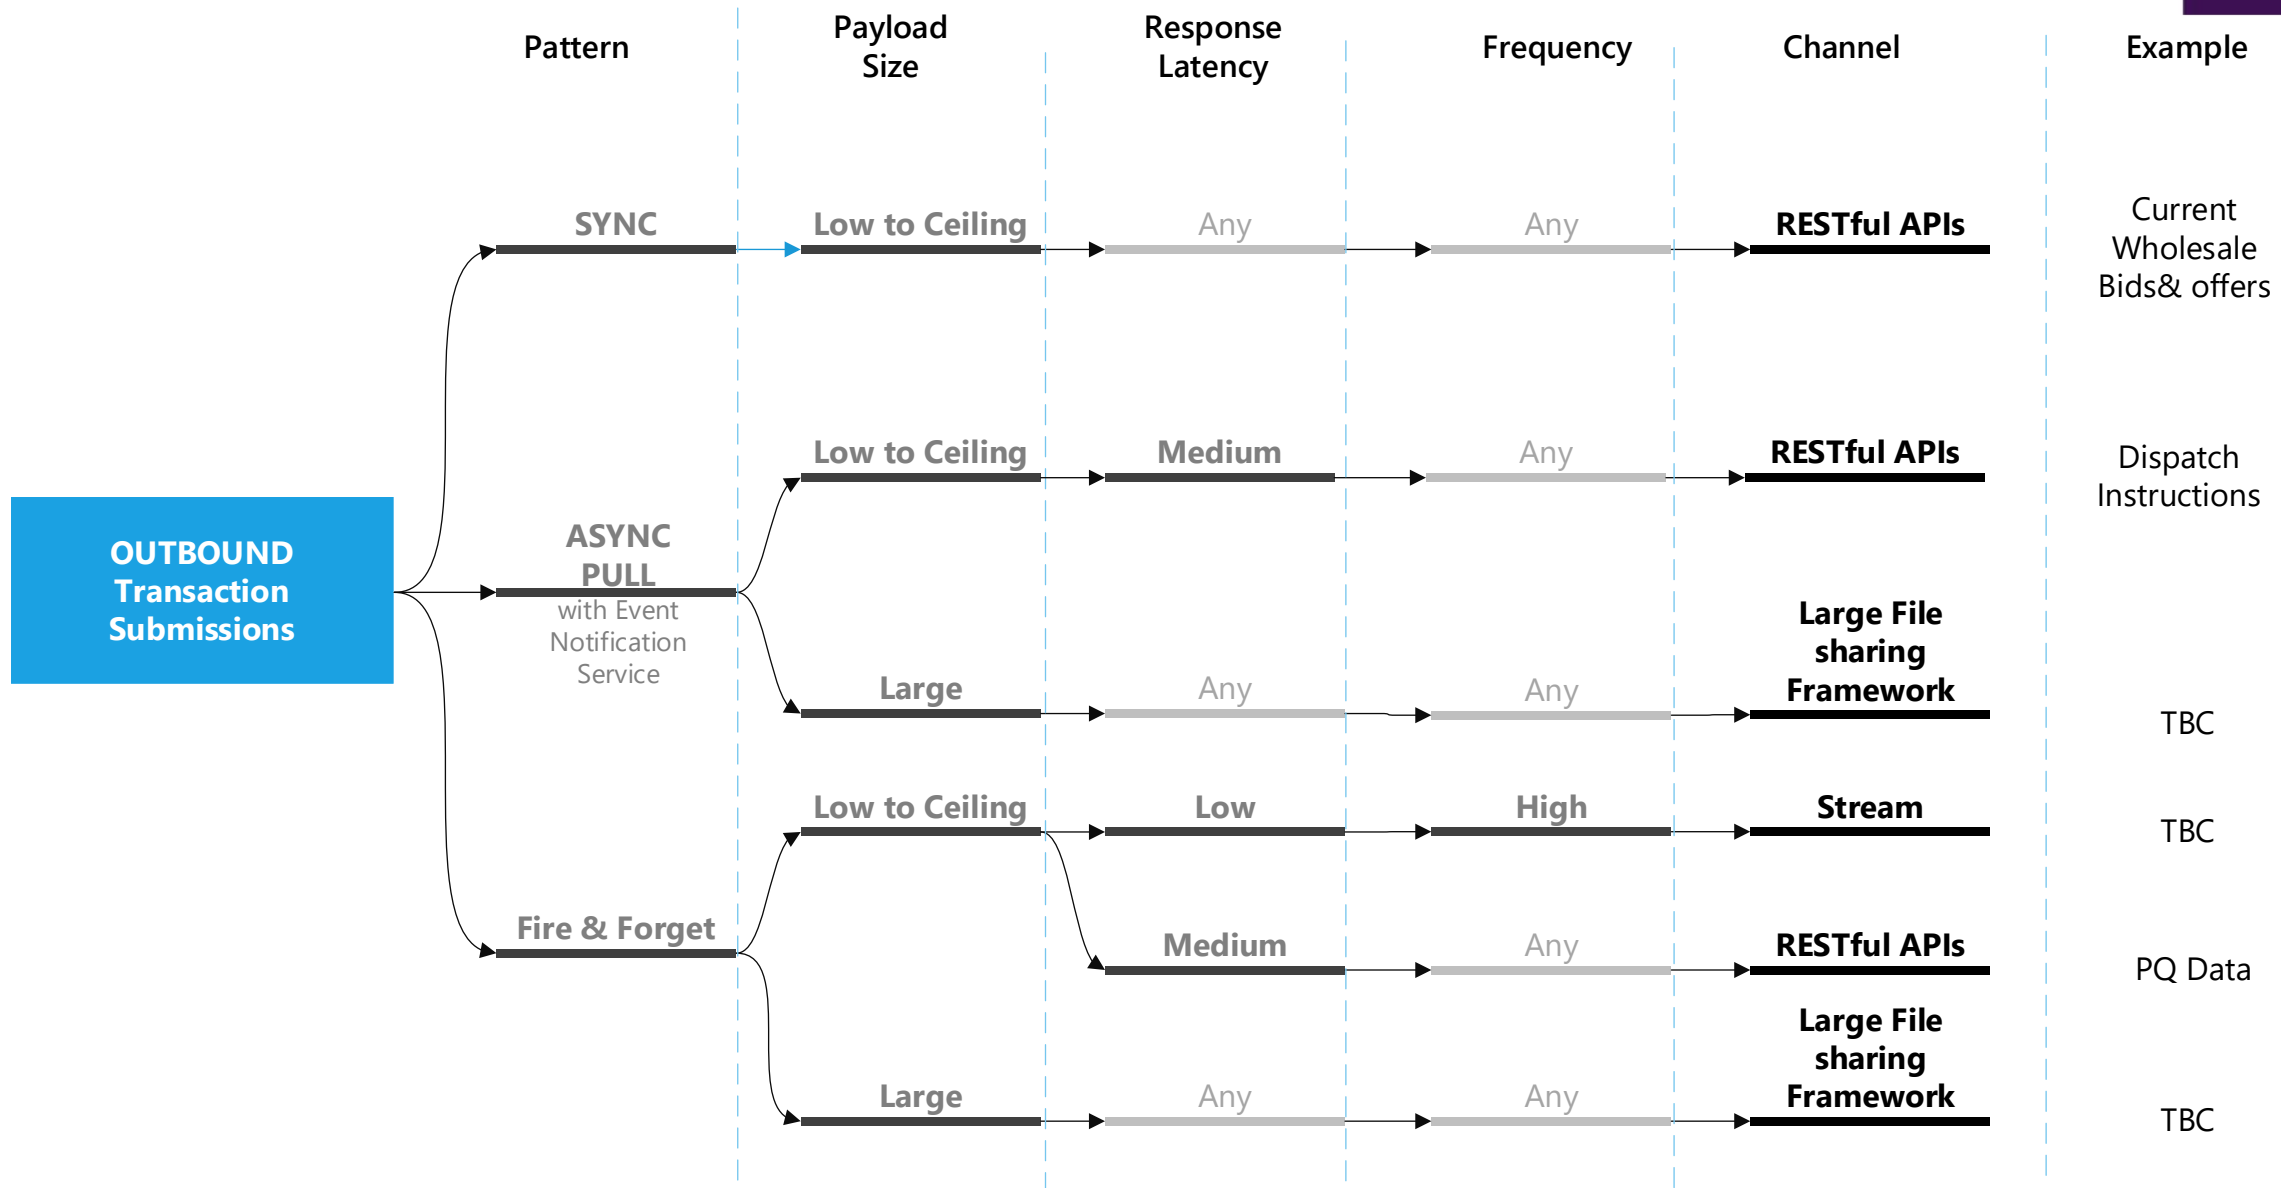 Pattern
Payload
Size
Response
Latency
Frequency
Channel
Example
SYNC
Low to Ceiling
Any
Any
RESTful APIs
Current
Wholesale
Bids& offers
OUTBOUND
Transaction
Submissions
ASYNC
PULL
with Event
Notification
Service
Low to Ceiling
Medium
Any
RESTful APIs
Dispatch
Instructions
Large
Any
Any
Large File
sharing
Framework
TBC
Fire & Forget
Low to Ceiling
Low
High
Stream
TBC
Medium
Any
RESTful APIs
PQ Data
Large
Any
Any
Large File
sharing
Framework
TBC